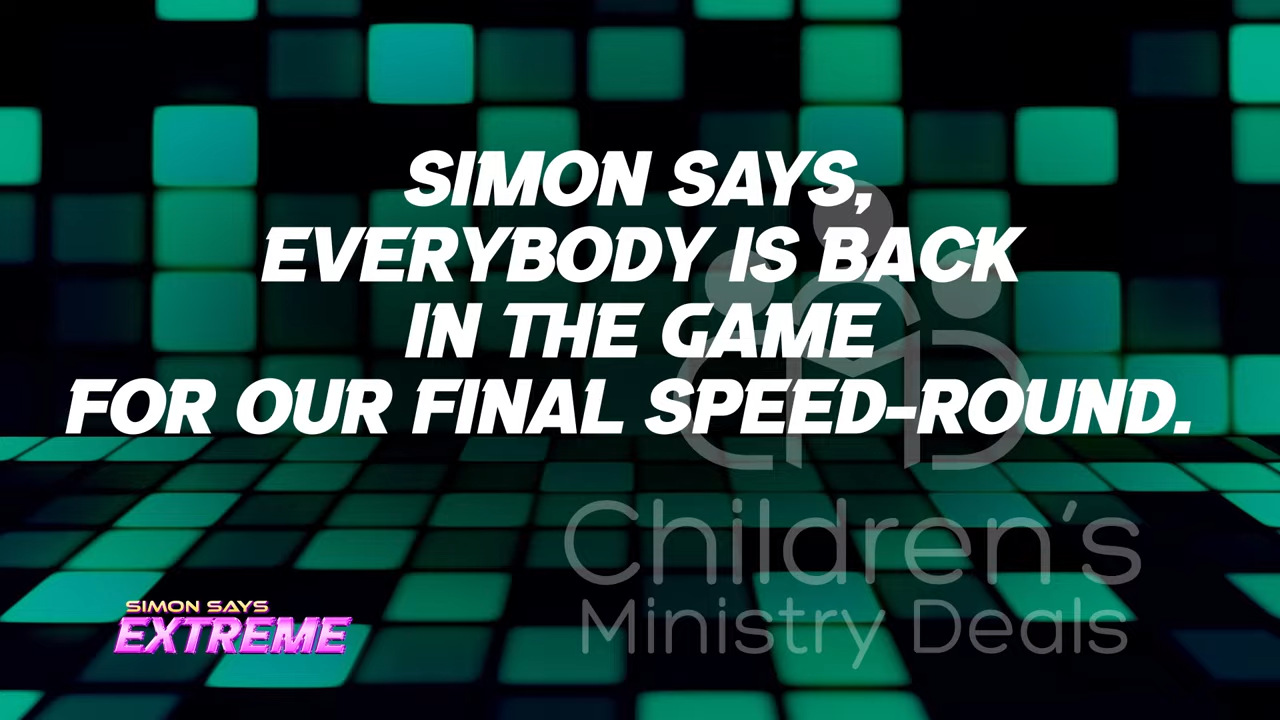 SIMON SAYS,
EVERYBODY IS BACK
IN THE GAME
FOR OUR FINAL SPEED-ROUND.
Children's
Ministry Deals
SIMON SAYS
EXTREME